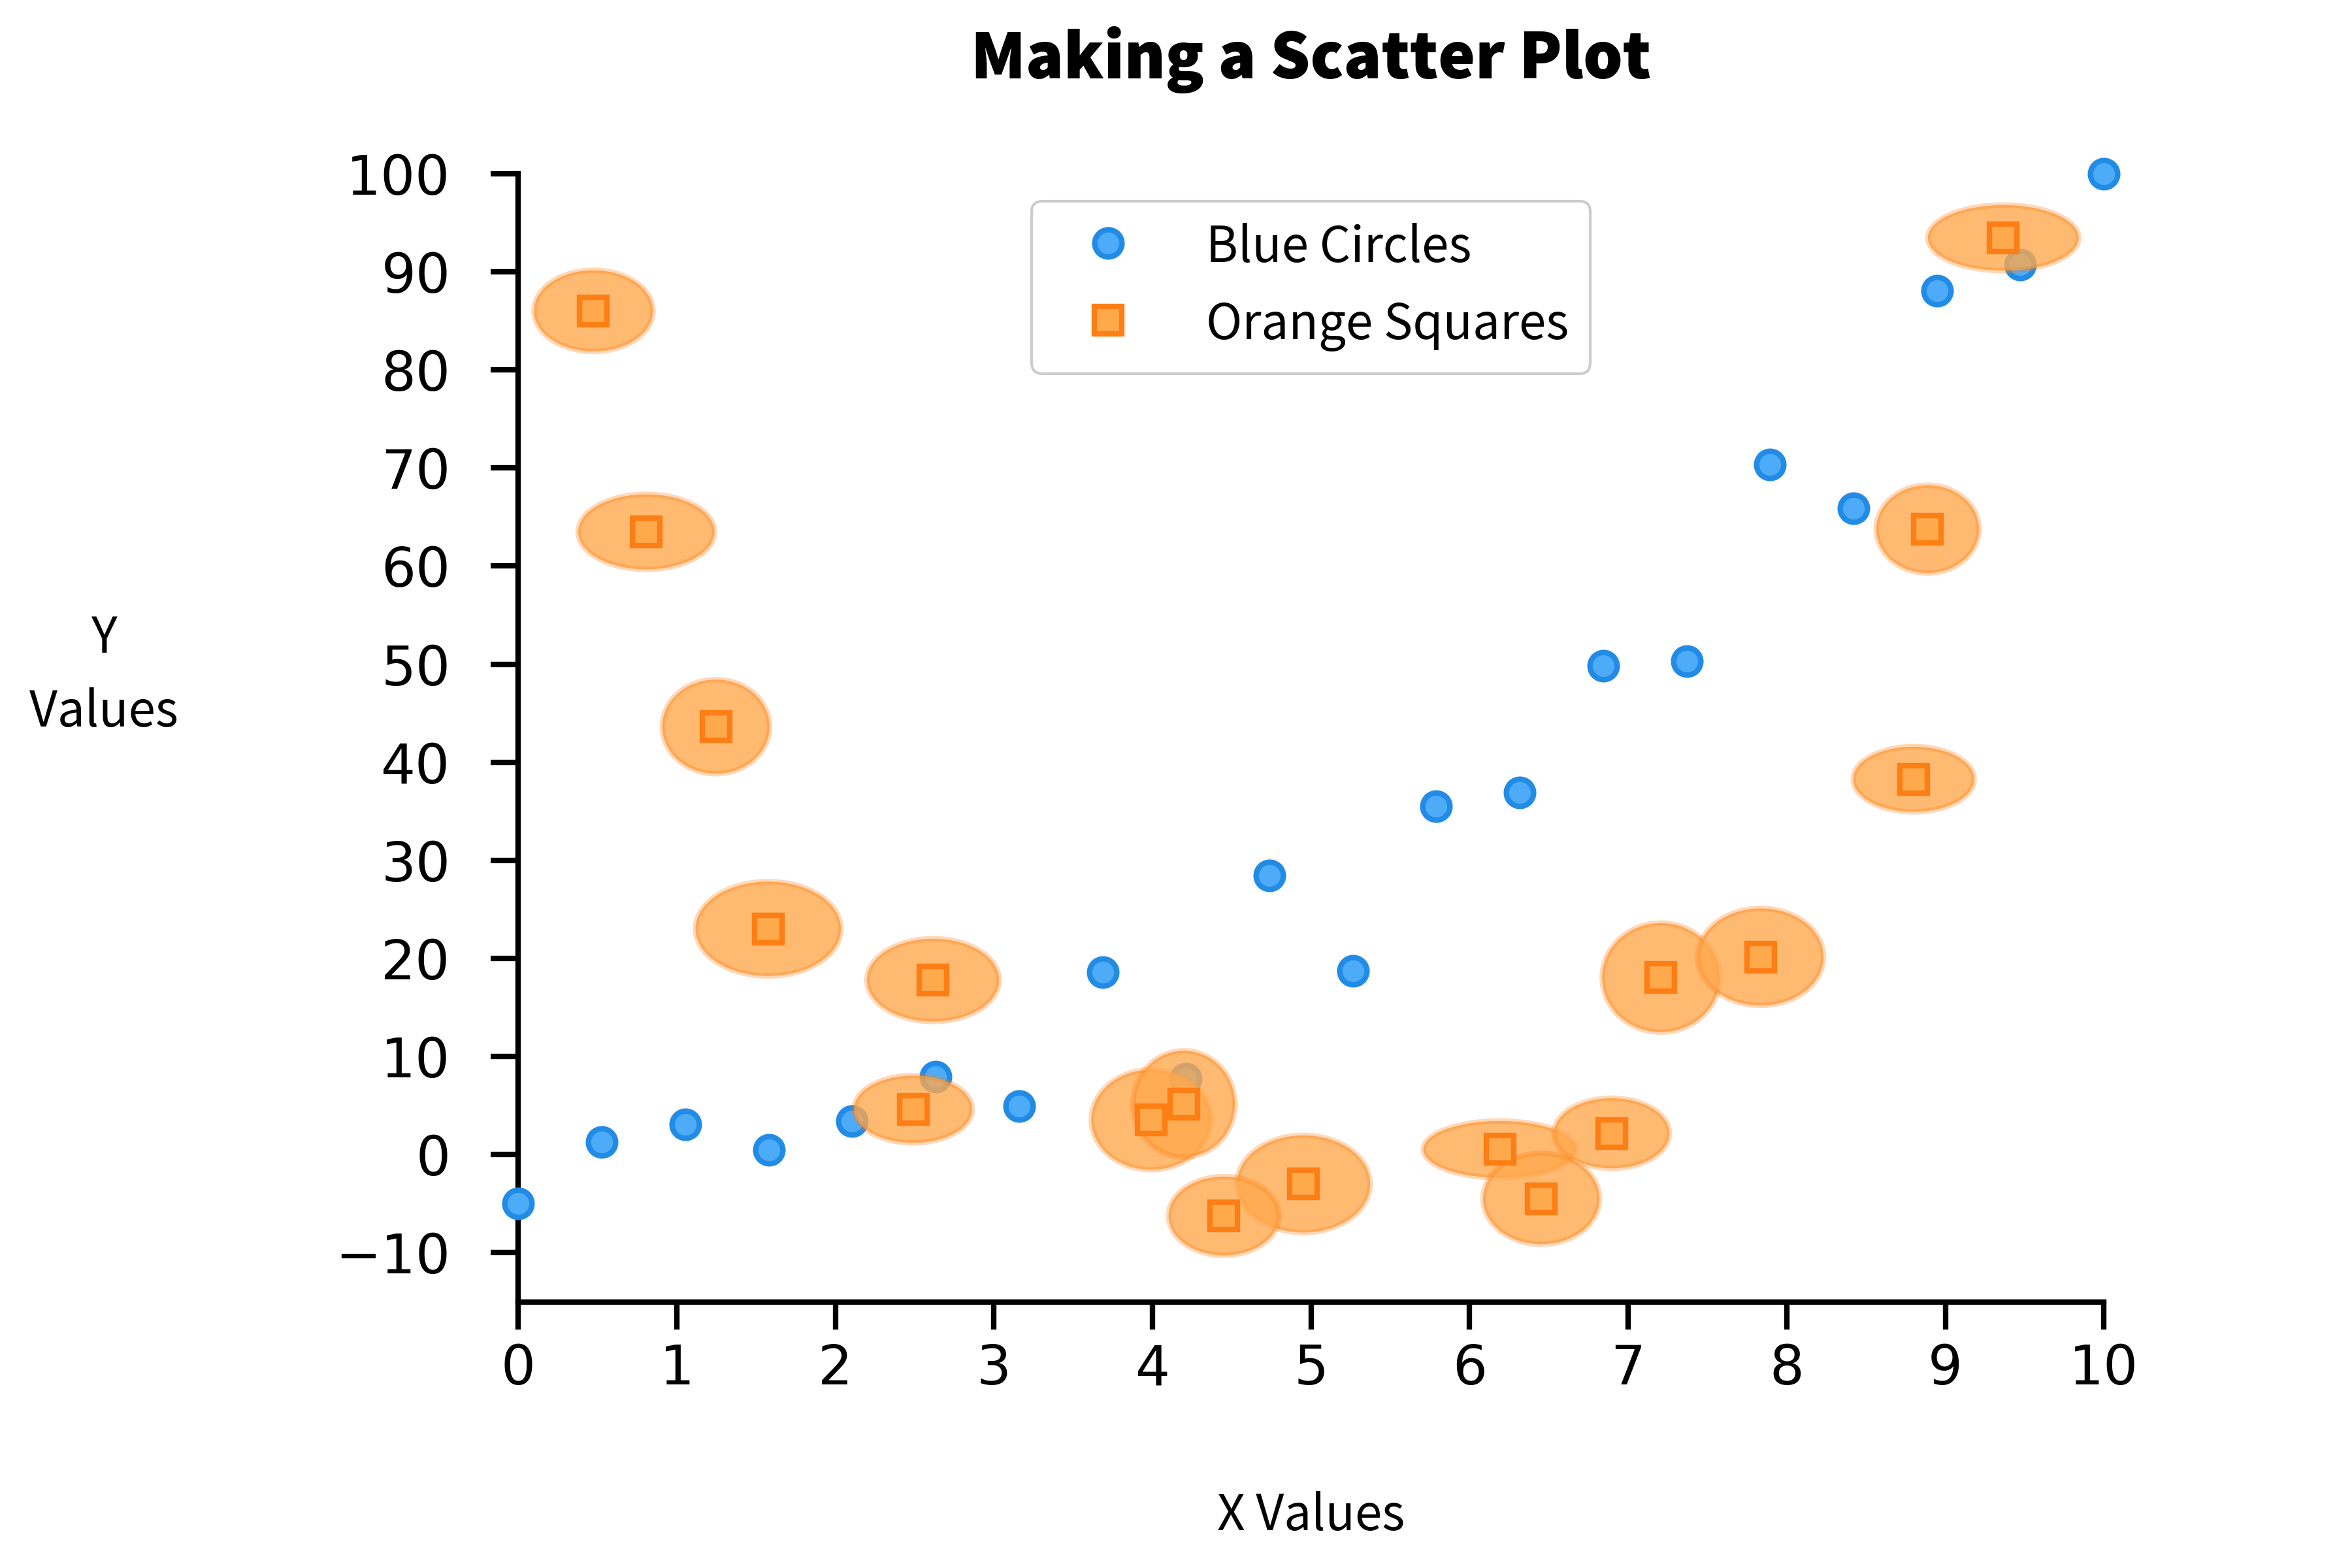 Making a Scatter Plot
Blue Circles
Orange Squares
100
90
80
70
60
50
40
30
20
10
0
−10
Y
Values
0 1 2 3 4 5 6 7 8 9 10
X Values